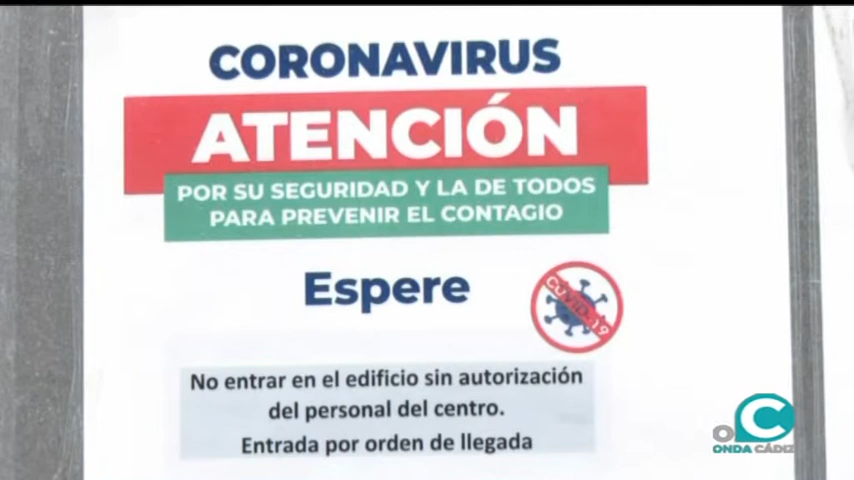 CORONAVIRUS
ATENCIÓN
POR SU SEGURIDAD Y LA DE TODOS
PARA PREVENIR EL CONTAGIO
Espere
COVID-19
No entrar en el edificio sin autorización
del personal del centro.
Entrada por orden de llegada
OC
ONDA CÁDIZ